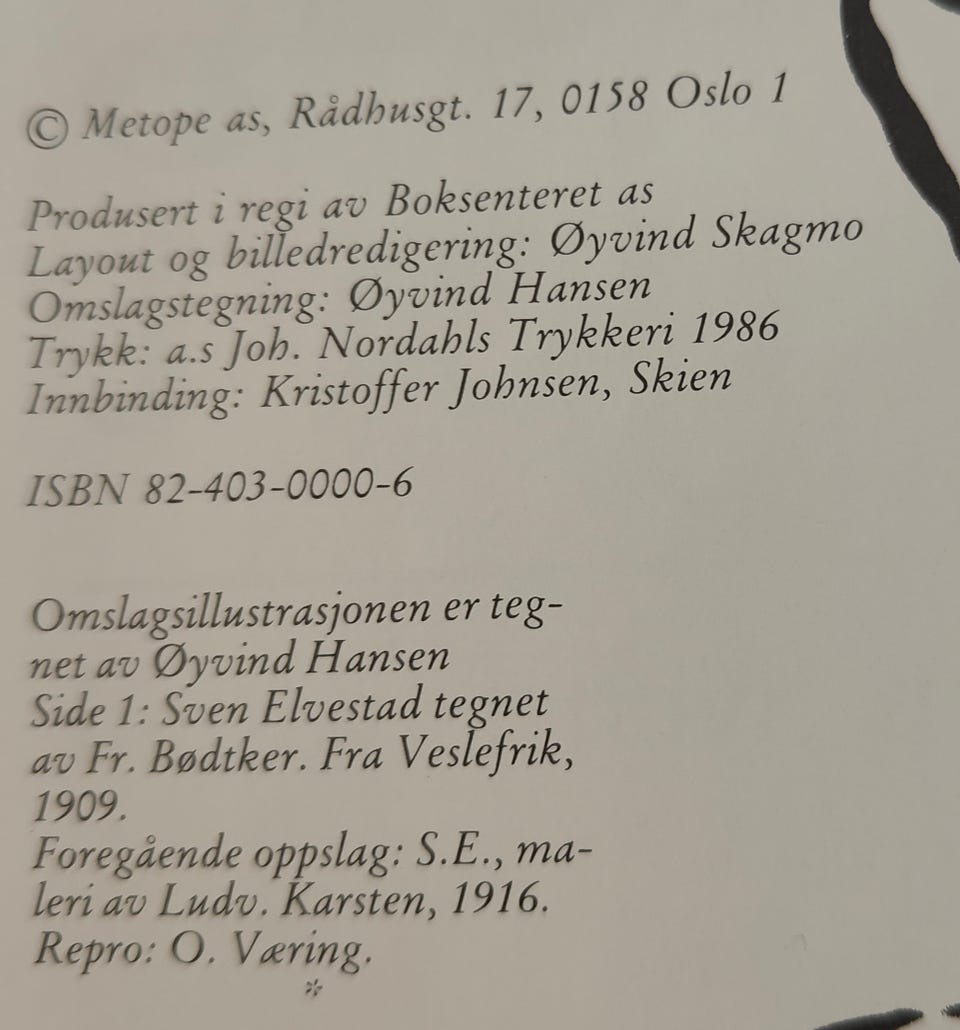 © Metope as, Rådhusgt. 17, 0158 Oslo 1
Produsert i regi av Boksenteret as
Layout og billedredigering: Øyvind Skagmo
Omslagstegning: Øyvind Hansen
Trykk: a.s Joh. Nordahls Trykkeri 1986
Innbinding: Kristoffer Johnsen, Skien
ISBN 82-403-0000-6
Omslagsillustrasjonen er teg-
net av Øyvind Hansen
Side 1: Sven Elvestad tegnet
av Fr. Bødtker. Fra Veslefrik,
1909.
Foregående oppslag: S.E., ma-
leri av Ludv. Karsten, 1916.
Repro: O. Væring.
*